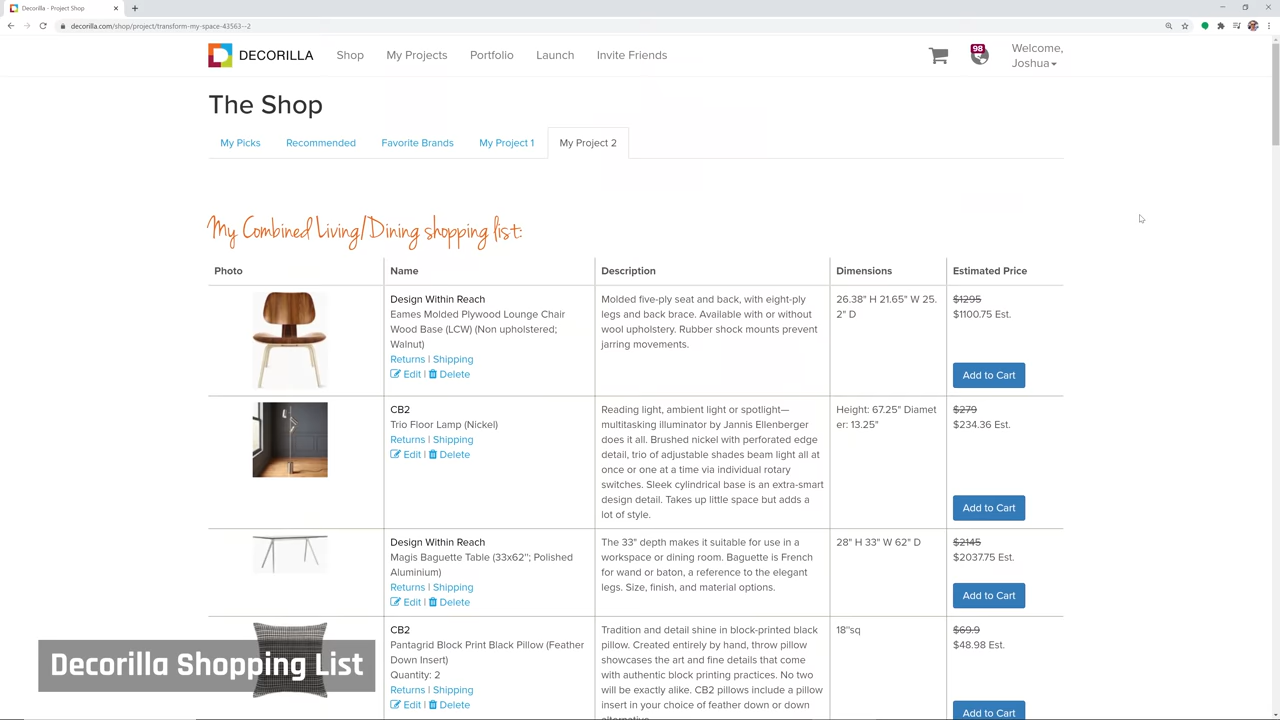 Decorilla - Project Shop
decorilla.com/shop/project/transform-my-space-43563--2
DECORILLA
Shop
My Projects
Portfolio
Launch
Invite Friends
98
Welcome,
Joshua
The Shop
My Picks
Recommended
Favorite Brands
My Project 1
My Project 2
My Combined Living/Dining shopping list:
Photo
Name
Description
Dimensions
Estimated Price
Design Within Reach
Eames Molded Plywood Lounge Chair
Wood Base (LCW) (Non upholstered;
Walnut)
Returns | Shipping
Edit | Delete
Molded five-ply seat and back, with eight-ply
legs and back brace. Available with or without
wool upholstery. Rubber shock mounts prevent
jarring movements.
26.38" H 21.65" W 25.
2" D
$1295
$1100.75 Est.
Add to Cart
CB2
Trio Floor Lamp (Nickel)
Returns | Shipping
Edit | Delete
Reading light, ambient light or spotlight—
multitasking illuminator by Jannis Ellenberger
does it all. Brushed nickel with perforated edge
detail, trio of adjustable shades beam light all at
once or one at a time via individual rotary
switches. Sleek cylindrical base is an extra-smart
design detail. Takes up little space but adds a
lot of style.
Height: 67.25" Diamet
er: 13.25"
$279
$234.36 Est.
Add to Cart
Design Within Reach
Magis Baguette Table (33x62"; Polished
Aluminium)
Returns | Shipping
Edit | Delete
The 33" depth makes it suitable for use in a
workspace or dining room. Baguette is French
for wand or baton, a reference to the elegant
legs. Size, finish, and material options.
28" H 33" W 62" D
$2145
$2037.75 Est.
Add to Cart
CB2
Pantagrid Block Print Black Pillow (Feather
Down Insert)
Quantity: 2
Returns | Shipping
Edit | Delete
Tradition and detail shine in block-printed black
pillow. Created entirely by hand, throw pillow
showcases the art and fine details that come
with authentic block printing practices. No two
will be exactly alike. CB2 pillows include a pillow
insert in your choice of feather down or down
alternative.
18"sq
$69.9
$48.98 Est.
Add to Cart
Decorilla Shopping List